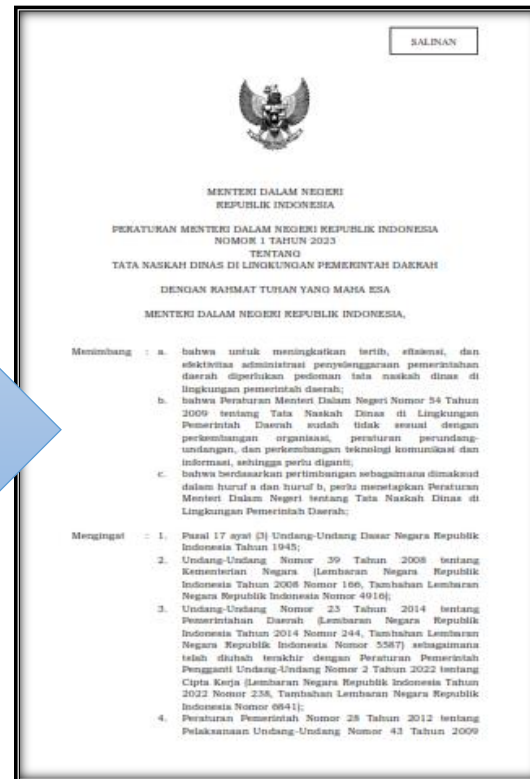 SALINAN
MENTERI DALAM NEGERI
REPUBLIK INDONESIA
PERATURAN MENTERI DALAM NEGERI REPUBLIK INDONESIA
NOMOR 1 TAHUN 2023
TENTANG
TATA NASKAH DINAS DI LINGKUNGAN PEMERINTAH DAERAH
DENGAN RAHMAT TUHAN YANG MAHA ESA
MENTERI DALAM NEGERI REPUBLIK INDONESIA,
Menimbang : a. bahwa untuk meningkatkan tertib, efisiensi, dan
efektivitas administrasi penyelenggaraan pemerintahan
daerah diperlukan pedoman tata naskah dinas di
lingkungan pemerintah daerah;
b. bahwa Peraturan Menteri Dalam Negeri Nomor 54 Tahun
2009 tentang Tata Naskah Dinas di Lingkungan
Pemerintah Daerah sudah tidak sesuai dengan
perkembangan organisasi, peraturan perundang-
undangan, dan perkembangan teknologi komunikasi dan
informasi, sehingga perlu diganti;
c. bahwa berdasarkan pertimbangan sebagaimana dimaksud
dalam huruf a dan huruf b, perlu menetapkan Peraturan
Menteri Dalam Negeri tentang Tata Naskah Dinas di
Lingkungan Pemerintah Daerah;
Mengingat : 1. Pasal 17 ayat (3) Undang-Undang Dasar Negara Republik
Indonesia Tahun 1945;
2. Undang-Undang Nomor 39 Tahun 2008 tentang
Kementerian Negara (Lembaran Negara Republik
Indonesia Tahun 2008 Nomor 166, Tambahan Lembaran
Negara Republik Indonesia Nomor 4916);
3. Undang-Undang Nomor 23 Tahun 2014 tentang
Pemerintahan Daerah (Lembaran Negara Republik
Indonesia Tahun 2014 Nomor 244, Tambahan Lembaran
Negara Republik Indonesia Nomor 5587) sebagaimana
telah diubah terakhir dengan Peraturan Pemerintah
Pengganti Undang-Undang Nomor 2 Tahun 2022 tentang
Cipta Kerja (Lembaran Negara Republik Indonesia Tahun
2022 Nomor 238, Tambahan Lembaran Negara Republik
Indonesia Nomor 6841);
4. Peraturan Pemerintah Nomor 28 Tahun 2012 tentang
Pelaksanaan Undang-Undang Nomor 43 Tahun 2009